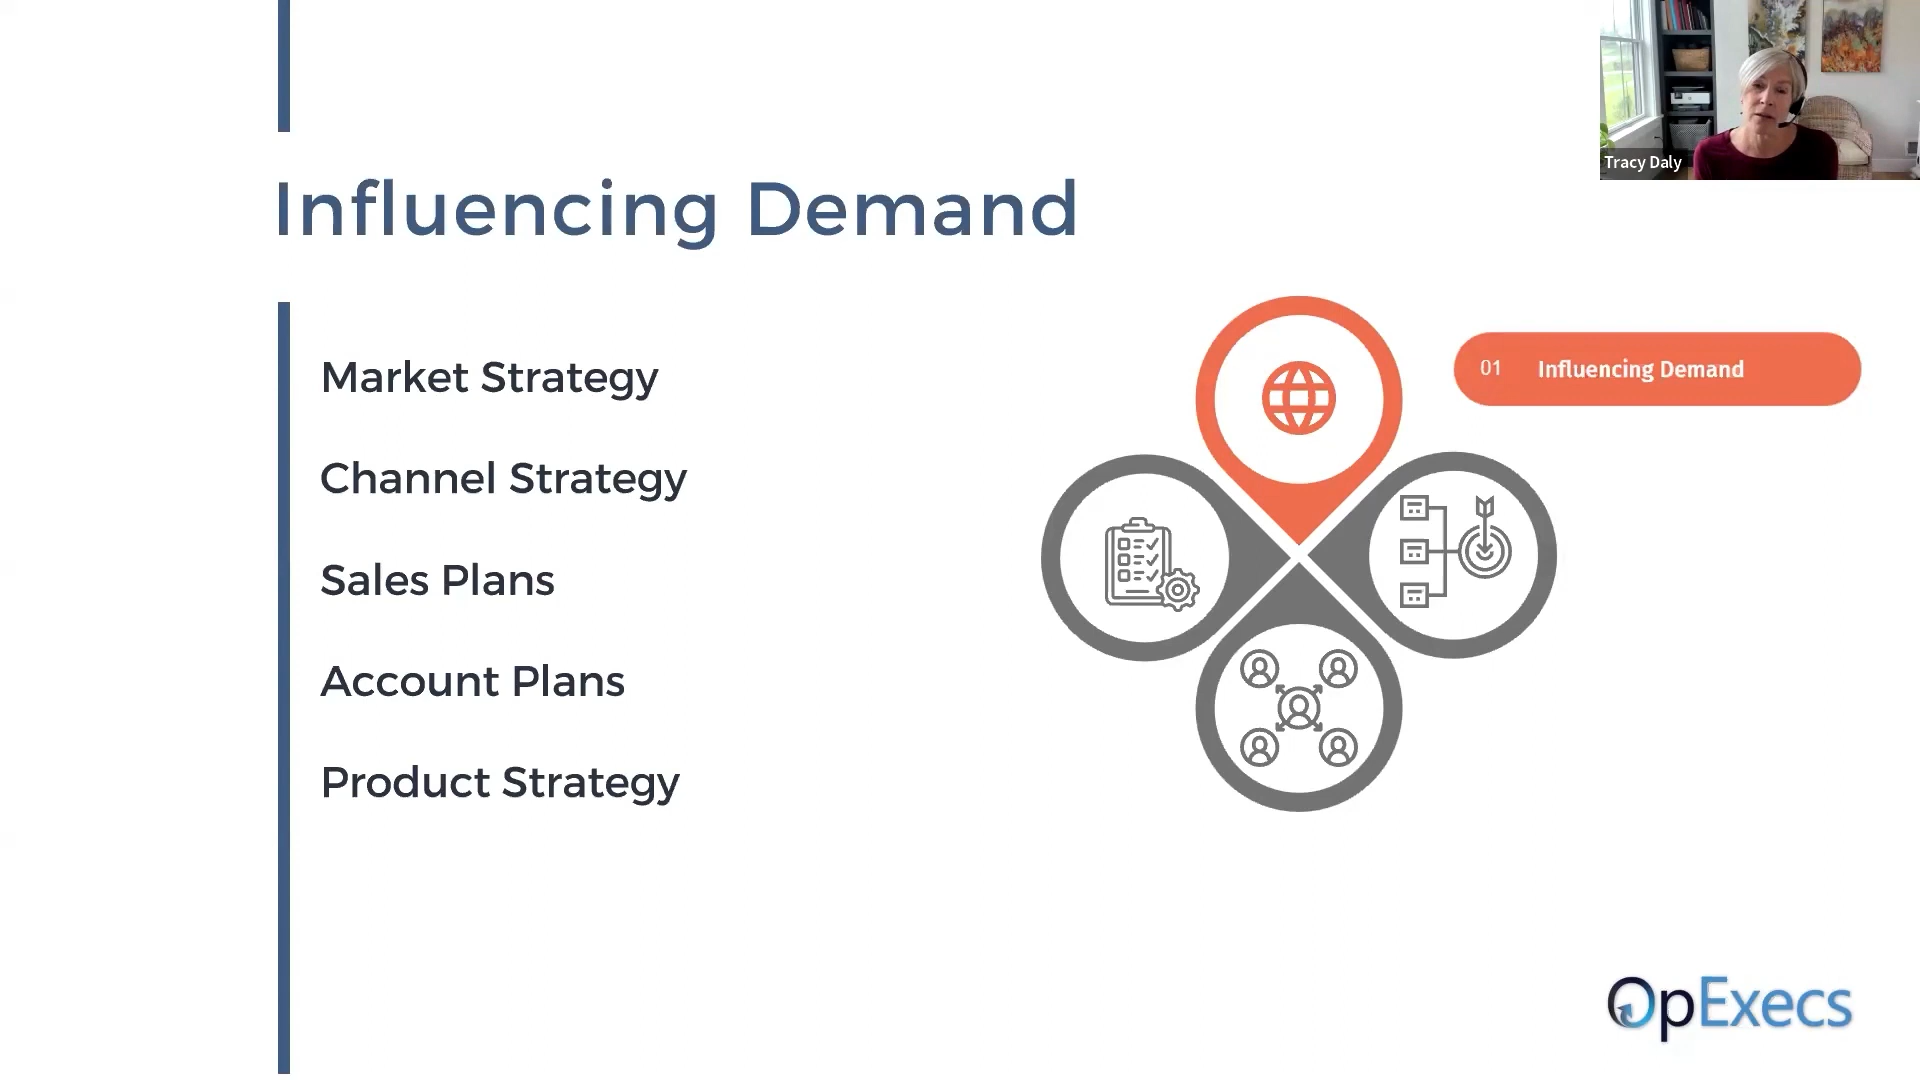 Tracy Daly
Influencing Demand
Market Strategy
Channel Strategy
Sales Plans
Account Plans
Product Strategy
01 Influencing Demand
OpExecs